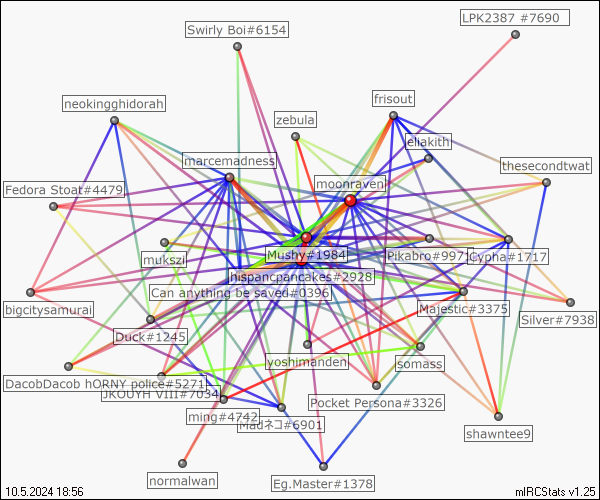 LPK2387 #7690
Swirly Boi#6154
neokingghidorah
frisout
zebula
eliakith
marcemadness
thesecondtwat
moonraven
Fedora Stoat#4479
mukszil
Mushy#1984
Pikabro#9971
Cypha#1717
hispancpancakes#2928
Can anything be saved#0396
bigcitysamurai
Majestic#3375
Silver#7938
Duck#1245
yoshimanden
somass
DacobDacob hORNY police#5271
JKOUYH VIII#7034
Pocket Persona#3326
ming#4742
Madネコ#6901
shawntee9
normalwan
Eg.Master#1378
10.5.2024 18:56
mIRCStats v1.25